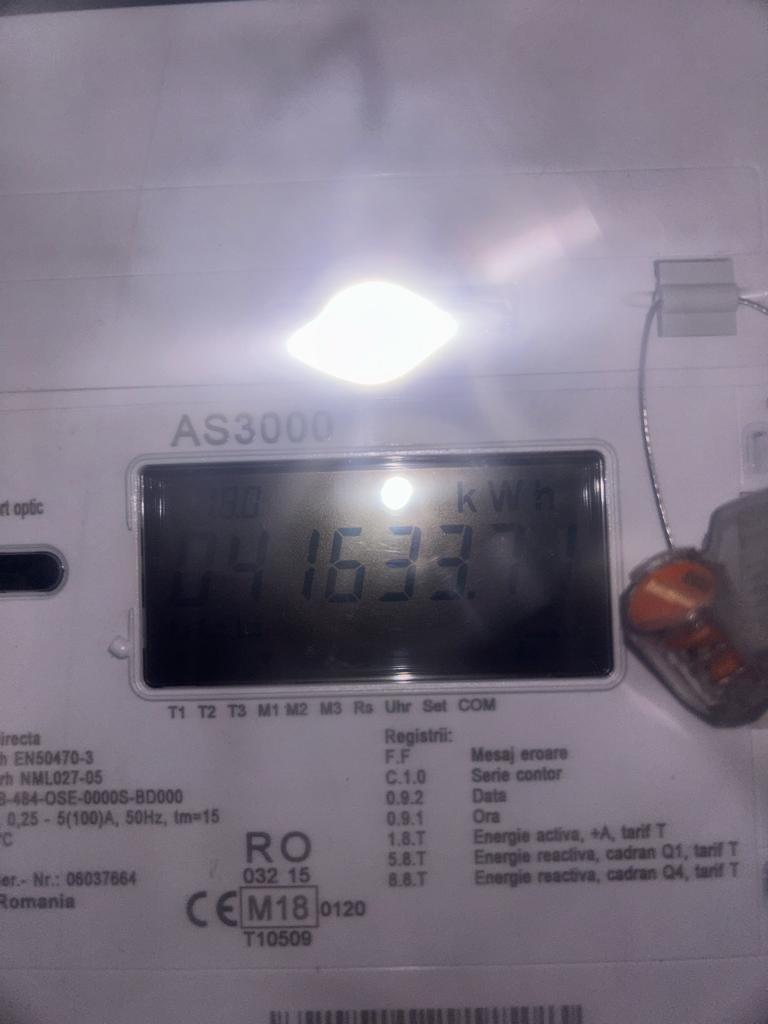 AS3000
rt optic
kWh
041633.71
T1 T2 T3 M1 M2 M3 Rs Uhr Set COM
irecta
h EN50470-3
rh NML027-05
8-484-OSE-0000S-BD000
, 0,25 - 5(100)A, 50Hz, tm=15
°C
er.- Nr.: 06037664
Romania
RO
032 15
CE M18 0120
T10509
Registrii:
F.F Mesaj eroare
C.1.0 Serie contor
0.9.2 Data
0.9.1 Ora
1.8.T Energie activa, +A, tarif T
5.8.T Energie reactiva, cadran Q1, tarif T
8.8.T Energie reactiva, cadran Q4, tarif T